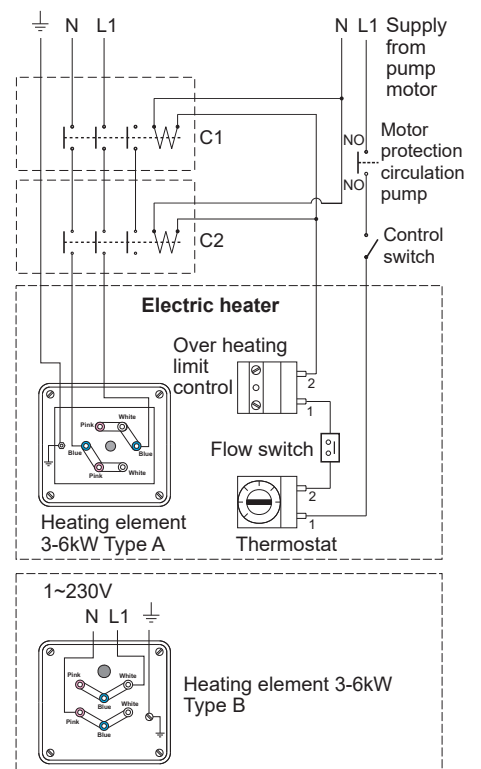 N L1
N L1
Supply
from
pump
motor
C1
NO
NO
Motor
protection
circulation
pump
C2
Control
switch
Electric heater
Over heating
limit
control
2
1
Flow switch
2
1
Thermostat
Pink
White
Blue
Blue
Pink
White
Heating element
3-6kW Type A
1~230V
N L1
Pink
White
Blue
Pink
White
Blue
Heating element 3-6kW
Type B